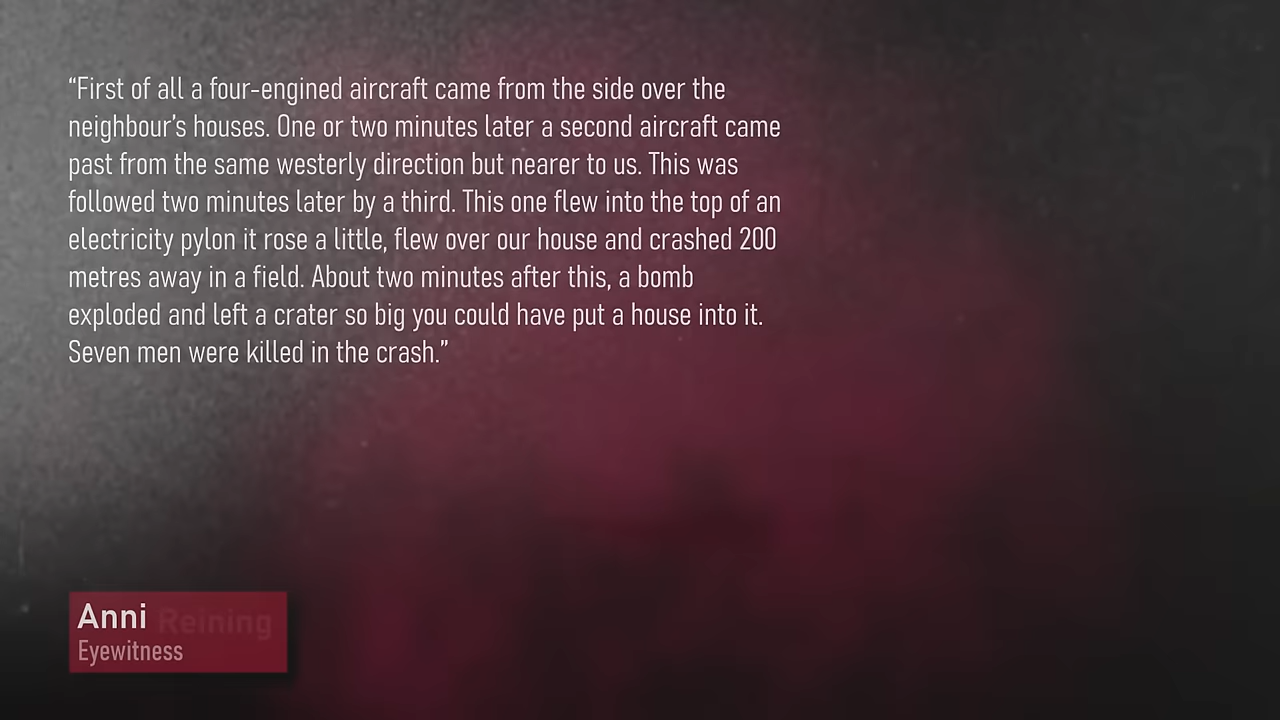 “First of all a four-engined aircraft came from the side over the
neighbour’s houses. One or two minutes later a second aircraft came
past from the same westerly direction but nearer to us. This was
followed two minutes later by a third. This one flew into the top of an
electricity pylon it rose a little, flew over our house and crashed 200
metres away in a field. About two minutes after this, a bomb
exploded and left a crater so big you could have put a house into it.
Seven men were killed in the crash.”
Anni Reining
Eyewitness